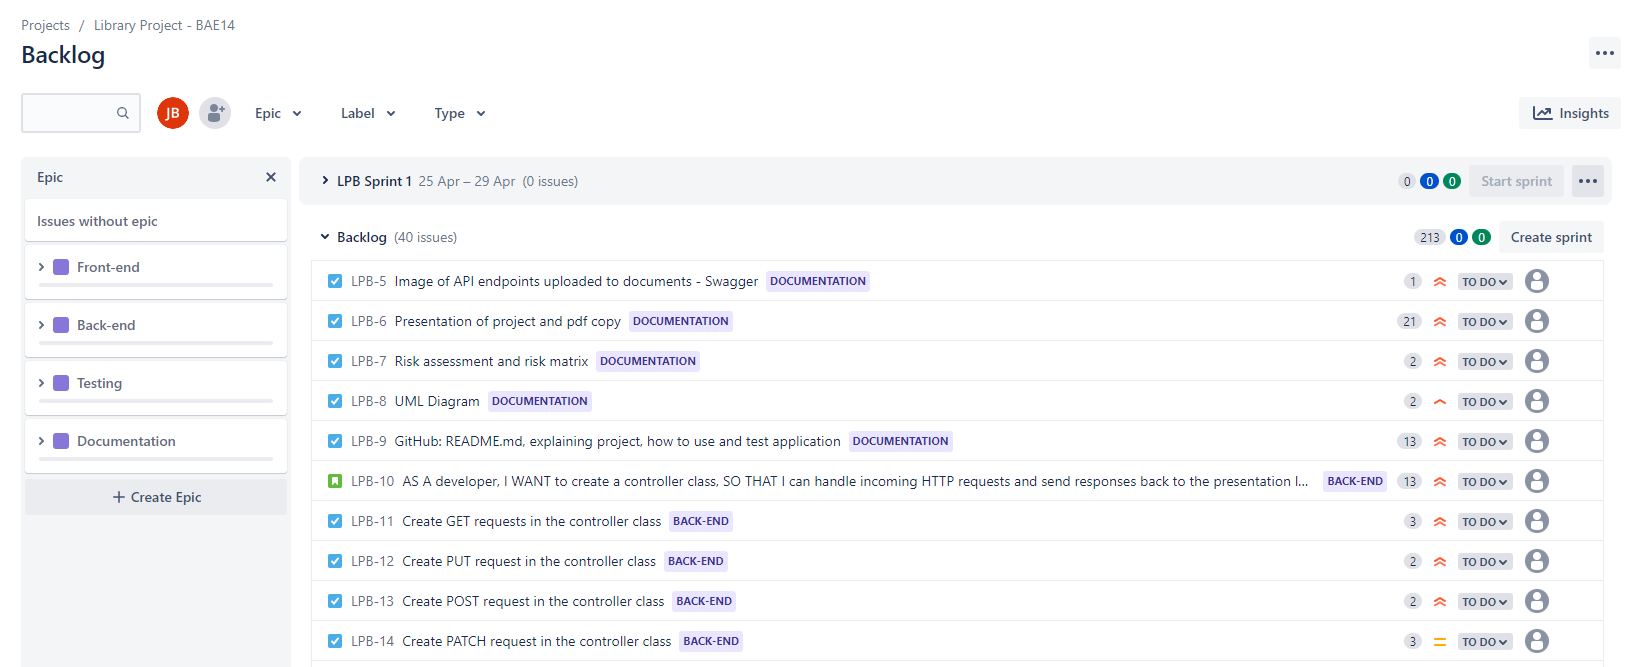 Projects / Library Project - BAE14
Backlog
JB Epic Label Type Insights
Epic
Issues without epic
Front-end
Back-end
Testing
Documentation
+ Create Epic
LPB Sprint 1 25 Apr – 29 Apr (0 issues) 0 0 0 Start sprint
Backlog (40 issues) 213 0 0 Create sprint
LPB-5 Image of API endpoints uploaded to documents - Swagger DOCUMENTATION 1 TO DO
LPB-6 Presentation of project and pdf copy DOCUMENTATION 21 TO DO
LPB-7 Risk assessment and risk matrix DOCUMENTATION 2 TO DO
LPB-8 UML Diagram DOCUMENTATION 2 TO DO
LPB-9 GitHub: README.md, explaining project, how to use and test application DOCUMENTATION 13 TO DO
LPB-10 AS A developer, I WANT to create a controller class, SO THAT I can handle incoming HTTP requests and send responses back to the presentation l... BACK-END 13 TO DO
LPB-11 Create GET requests in the controller class BACK-END 3 TO DO
LPB-12 Create PUT request in the controller class BACK-END 2 TO DO
LPB-13 Create POST request in the controller class BACK-END 2 TO DO
LPB-14 Create PATCH request in the controller class BACK-END 3 TO DO